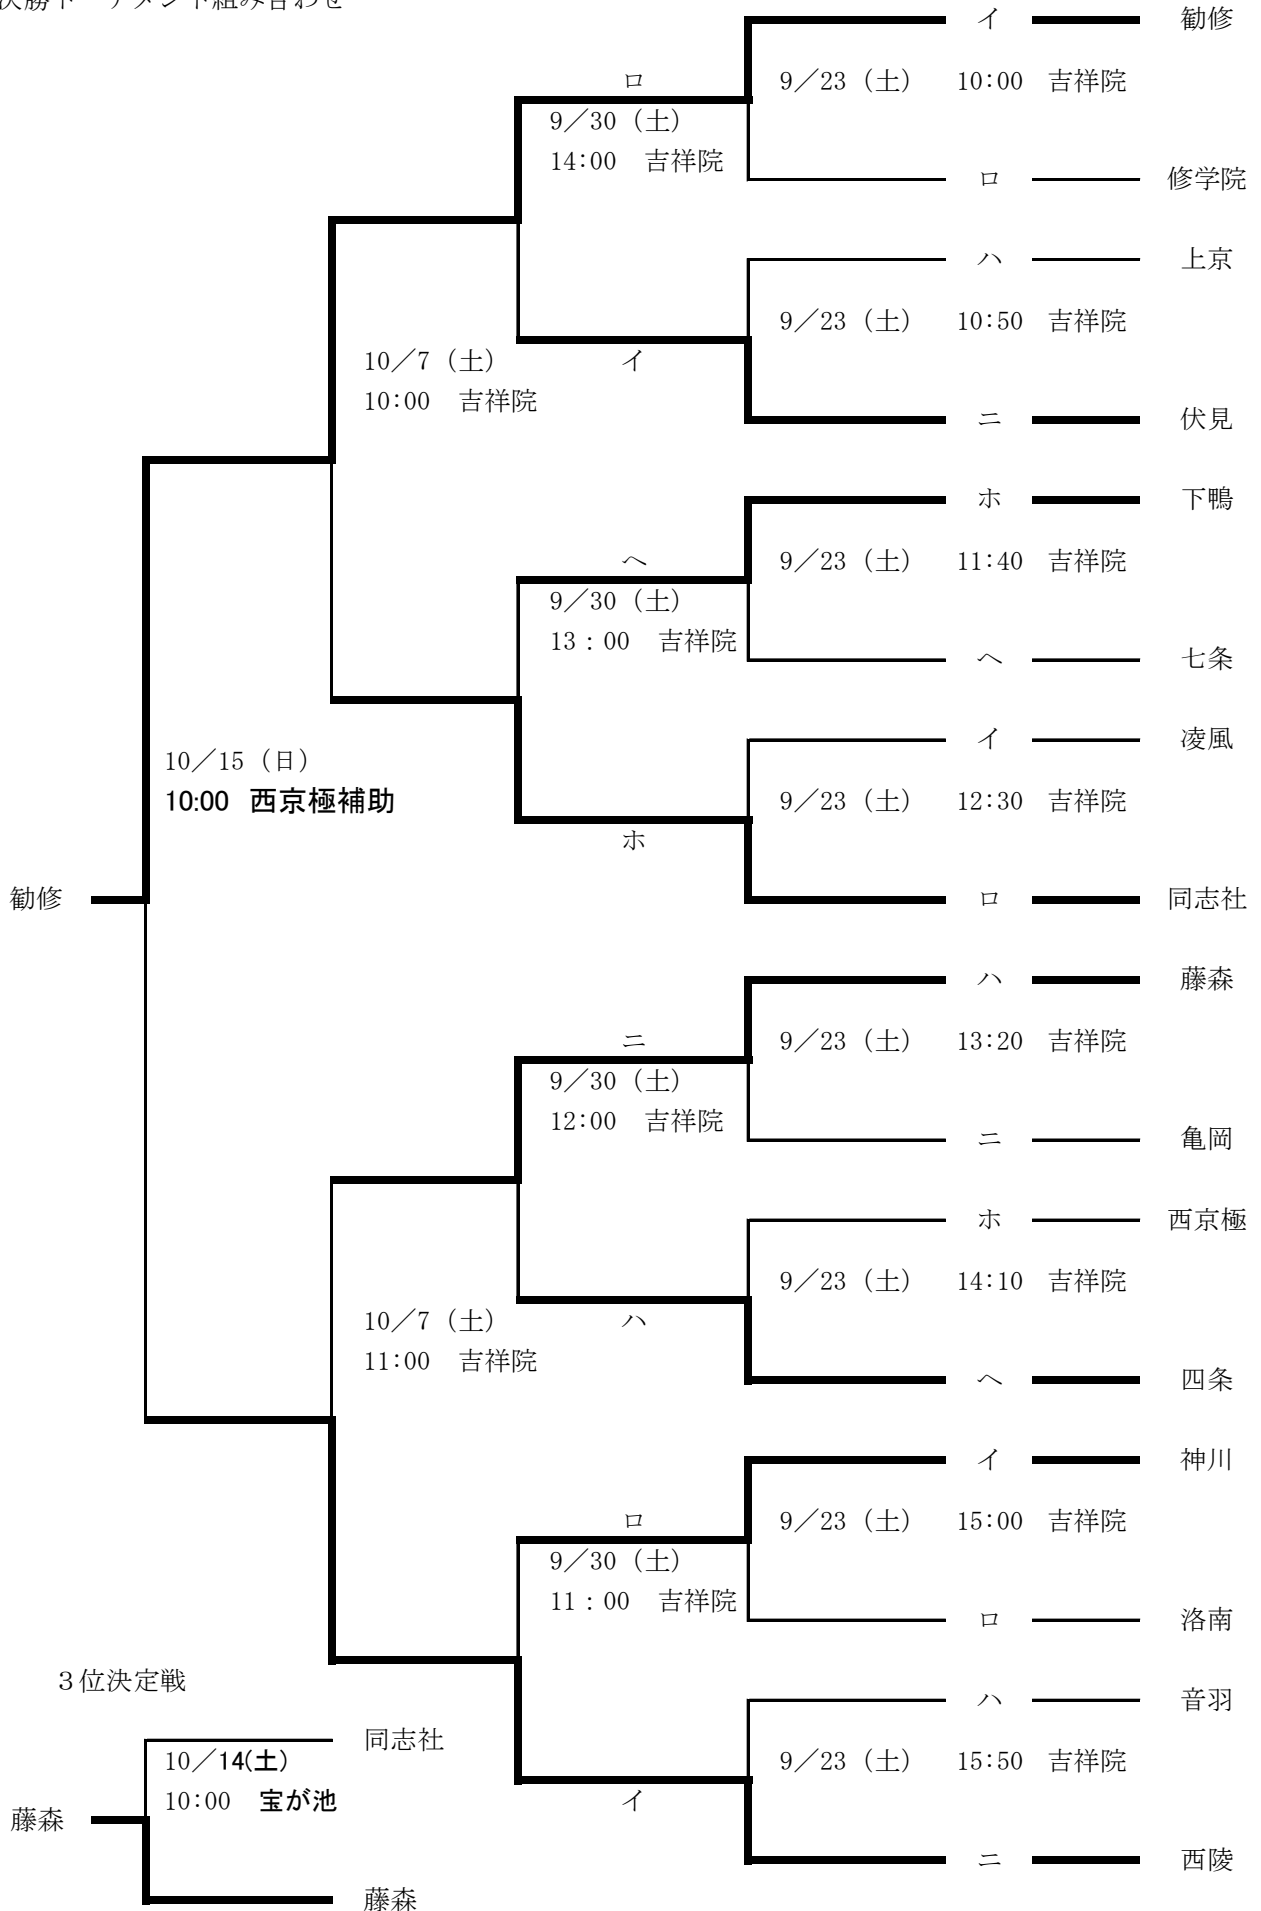 イ 勧修
9／23（土） 10:00 吉祥院
ロ
9／30（土）
14:00 吉祥院
ロ 修学院
ハ 上京
9／23（土） 10:50 吉祥院
イ
10／7（土）
10:00 吉祥院
ニ 伏見
ホ 下鴨
9／23（土） 11:40 吉祥院
ヘ
9／30（土）
13：00 吉祥院
ヘ 七条
イ 凌風
10／15（日）
10:00 西京極補助
9／23（土） 12:30 吉祥院
ホ
勧修
ロ 同志社
ハ 藤森
9／23（土） 13:20 吉祥院
ニ
9／30（土）
12:00 吉祥院
ニ 亀岡
ホ 西京極
9／23（土） 14:10 吉祥院
ハ
10／7（土）
11:00 吉祥院
ヘ 四条
イ 神川
9／23（土） 15:00 吉祥院
ロ
9／30（土）
11：00 吉祥院
ロ 洛南
３位決定戦
ハ 音羽
同志社
10／14(土)
10:00 宝が池
9／23（土） 15:50 吉祥院
イ
藤森
ニ 西陵
藤森